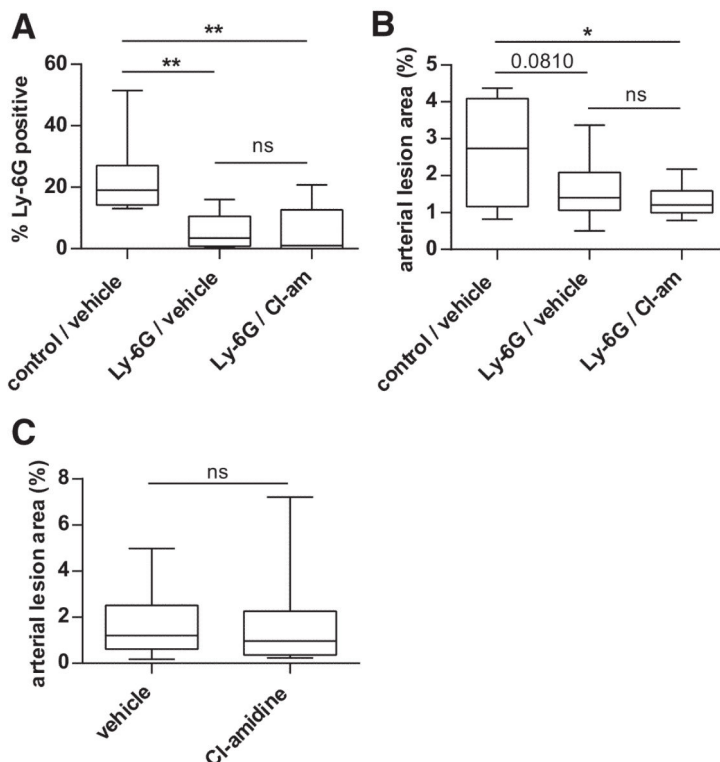 A
% Ly-6G positive
60
40
20
0
**
**
ns
control / vehicle
Ly-6G / vehicle
Ly-6G / Cl-am
B
arterial lesion area (%)
5
4
3
2
1
0
*
0.0810
ns
control / vehicle
Ly-6G / vehicle
Ly-6G / Cl-am
C
arterial lesion area (%)
8
6
4
2
0
ns
vehicle
Cl-amidine